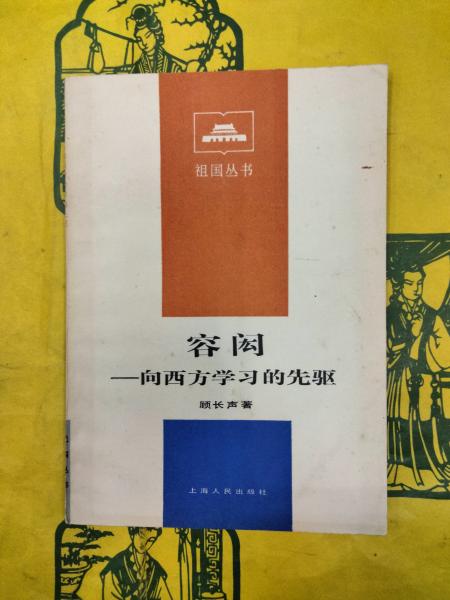 祖国丛书
容闳
—向西方学习的先驱
顾长声著
上海人民出版社